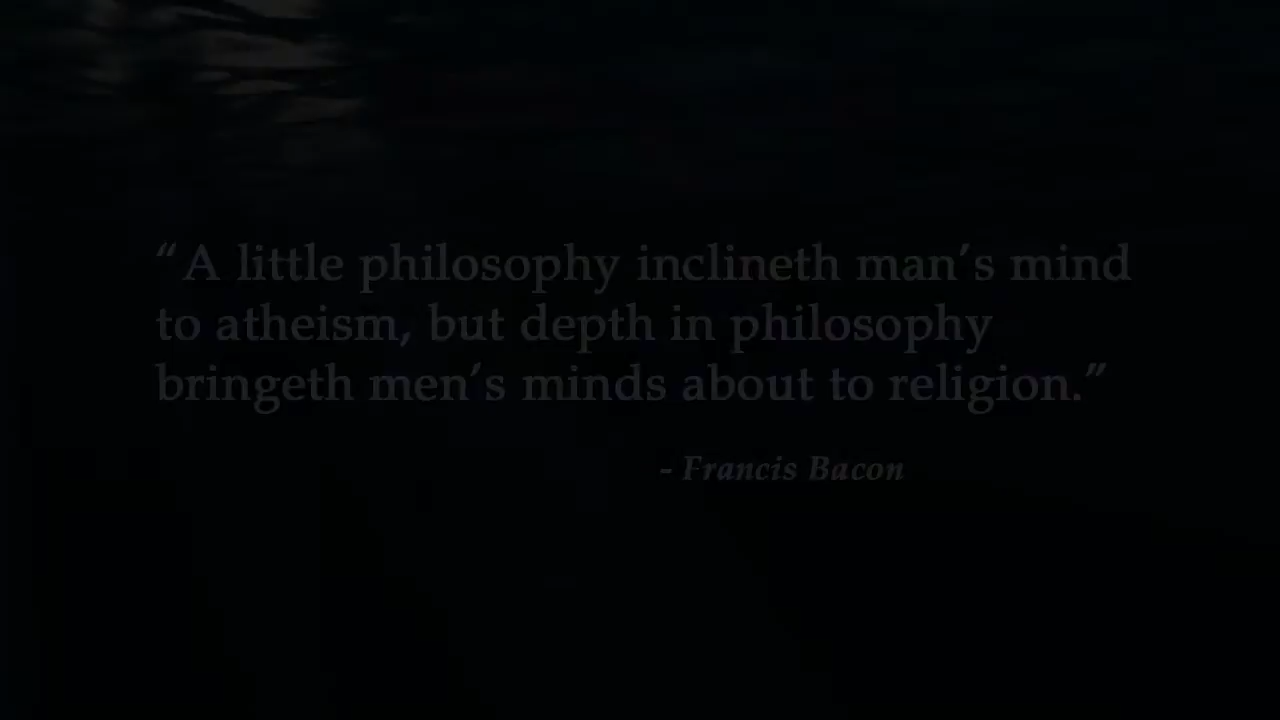 “A little philosophy inclineth man’s mind
to atheism, but depth in philosophy
bringeth men’s minds about to religion.”
- Francis Bacon